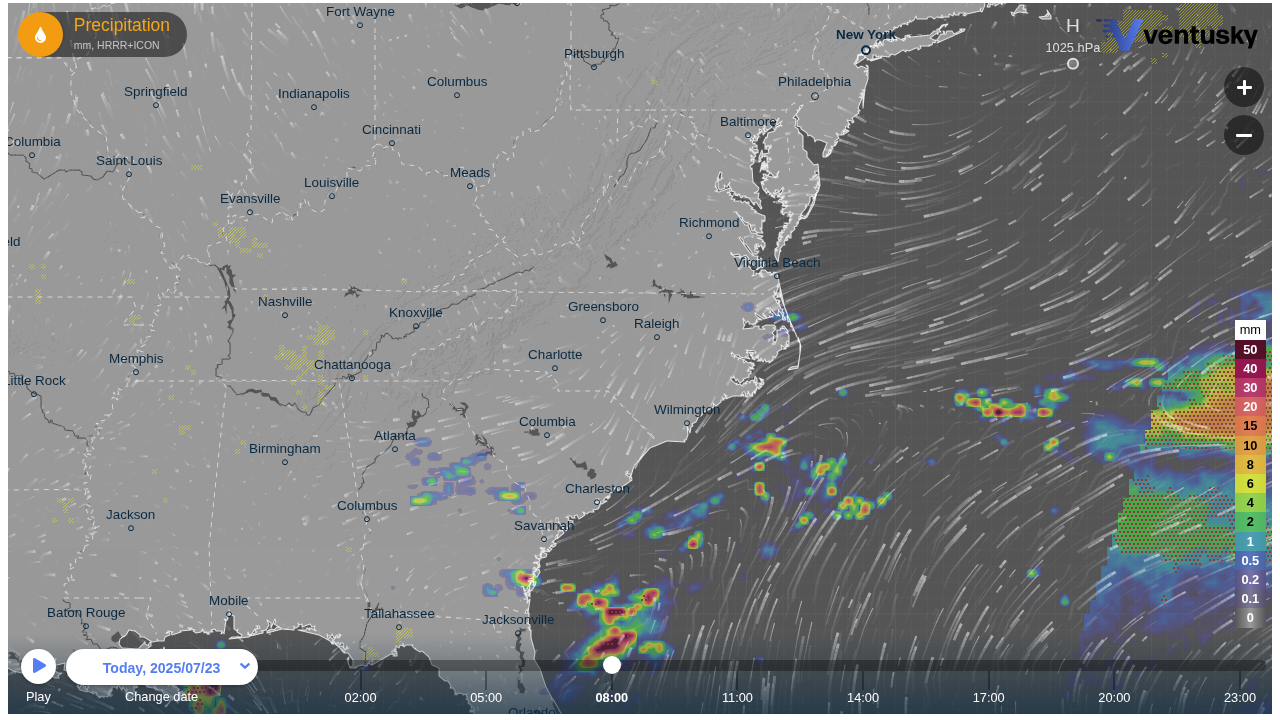 Precipitation
mm, HRRR+ICON
Fort Wayne
New York
H
1025 hPa
ventusky
Pittsburgh
Springfield
Indianapolis
Columbus
Philadelphia
Baltimore
Columbia
Cincinnati
Saint Louis
Louisville
Meads
Evansville
Richmond
eld
Virginia Beach
Nashville
Knoxville
Greensboro
Raleigh
mm
50
40
30
20
15
10
8
6
4
2
1
0.5
0.2
0.1
0
Memphis
Chattanooga
Charlotte
Little Rock
Wilmington
Columbia
Atlanta
Birmingham
Charleston
Columbus
Jackson
Savannah
Baton Rouge
Mobile
Tallahassee
Jacksonville
Today, 2025/07/23
Play
Change date
02:00
05:00
08:00
11:00
14:00
17:00
20:00
23:00
Orlando